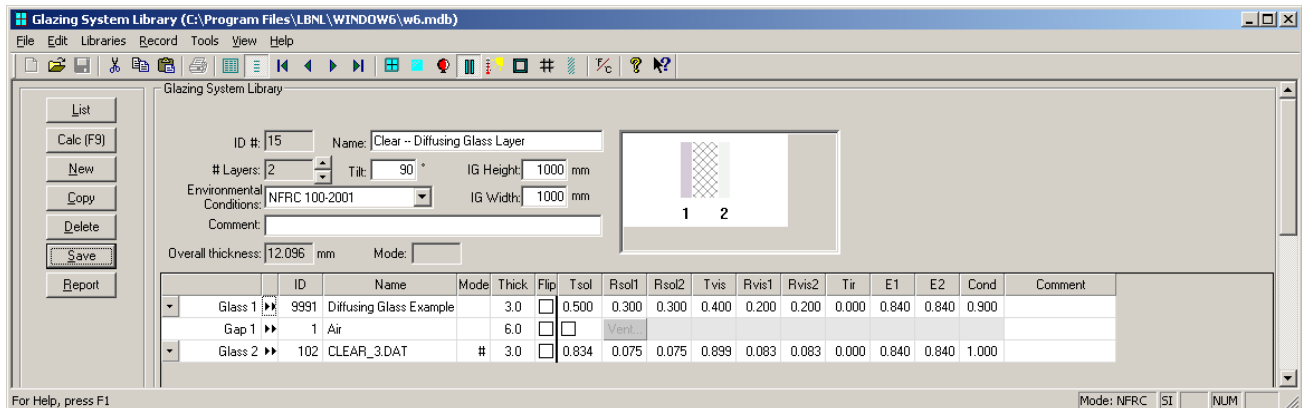 Glazing System Library (C:\Program Files\LBNL\WINDOW6\w6.mdb)
File Edit Libraries Record Tools View Help
°F/°C ? ?
Glazing System Library
List
Calc (F9)
New
Copy
Delete
Save
Report
ID #: 15 Name: Clear -- Diffusing Glass Layer
# Layers: 2 Tilt: 90 ° IG Height: 1000 mm
Environmental
Conditions: NFRC 100-2001 IG Width: 1000 mm
Comment:
Overall thickness: 12.096 mm Mode:
1 2
ID Name Mode Thick Flip Tsol Rsol1 Rsol2 Tvis Rvis1 Rvis2 Tir E1 E2 Cond Comment
Glass 1 9991 Diffusing Glass Example 3.0 0.500 0.300 0.300 0.400 0.200 0.200 0.000 0.840 0.840 0.900
Gap 1 1 Air 6.0 Vent...
Glass 2 102 CLEAR_3.DAT # 3.0 0.834 0.075 0.075 0.899 0.083 0.083 0.000 0.840 0.840 1.000
For Help, press F1 Mode: NFRC SI NUM